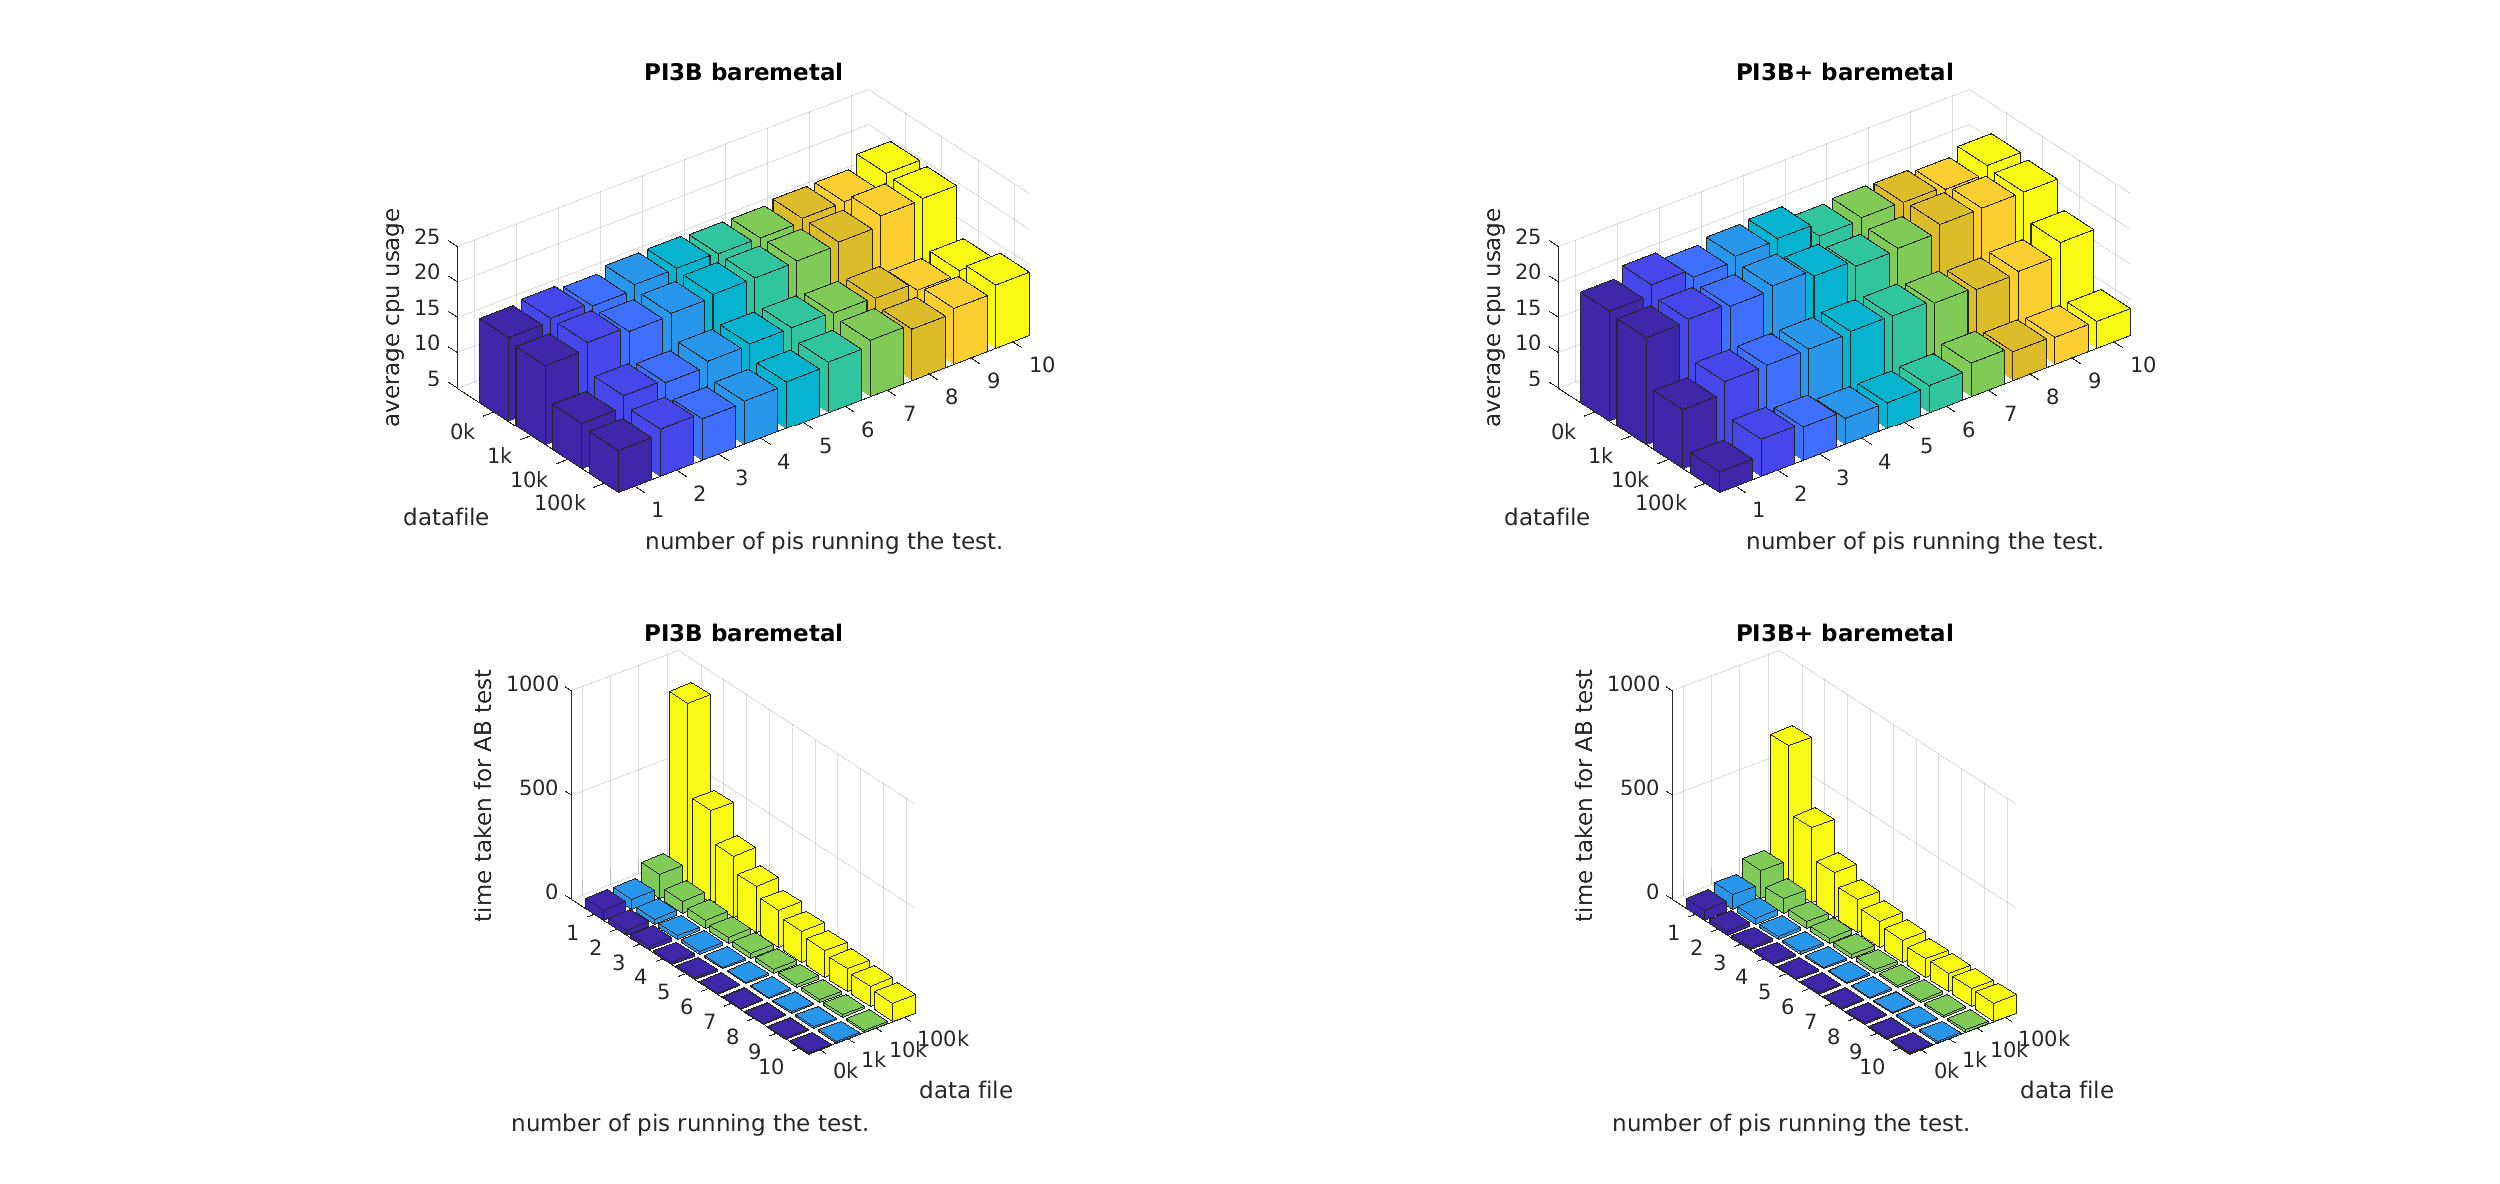 PI3B baremetal
25
20
15
10
5
average cpu usage
0k
1k
10k
100k
datafile
1
2
3
4
5
6
7
8
9
10
number of pis running the test.
PI3B+ baremetal
25
20
15
10
5
average cpu usage
0k
1k
10k
100k
datafile
1
2
3
4
5
6
7
8
9
10
number of pis running the test.
PI3B baremetal
1000
500
0
time taken for AB test
1
2
3
4
5
6
7
8
9
10
number of pis running the test.
0k
1k
10k
100k
data file
PI3B+ baremetal
1000
500
0
time taken for AB test
1
2
3
4
5
6
7
8
9
10
number of pis running the test.
0k
1k
10k
100k
data file